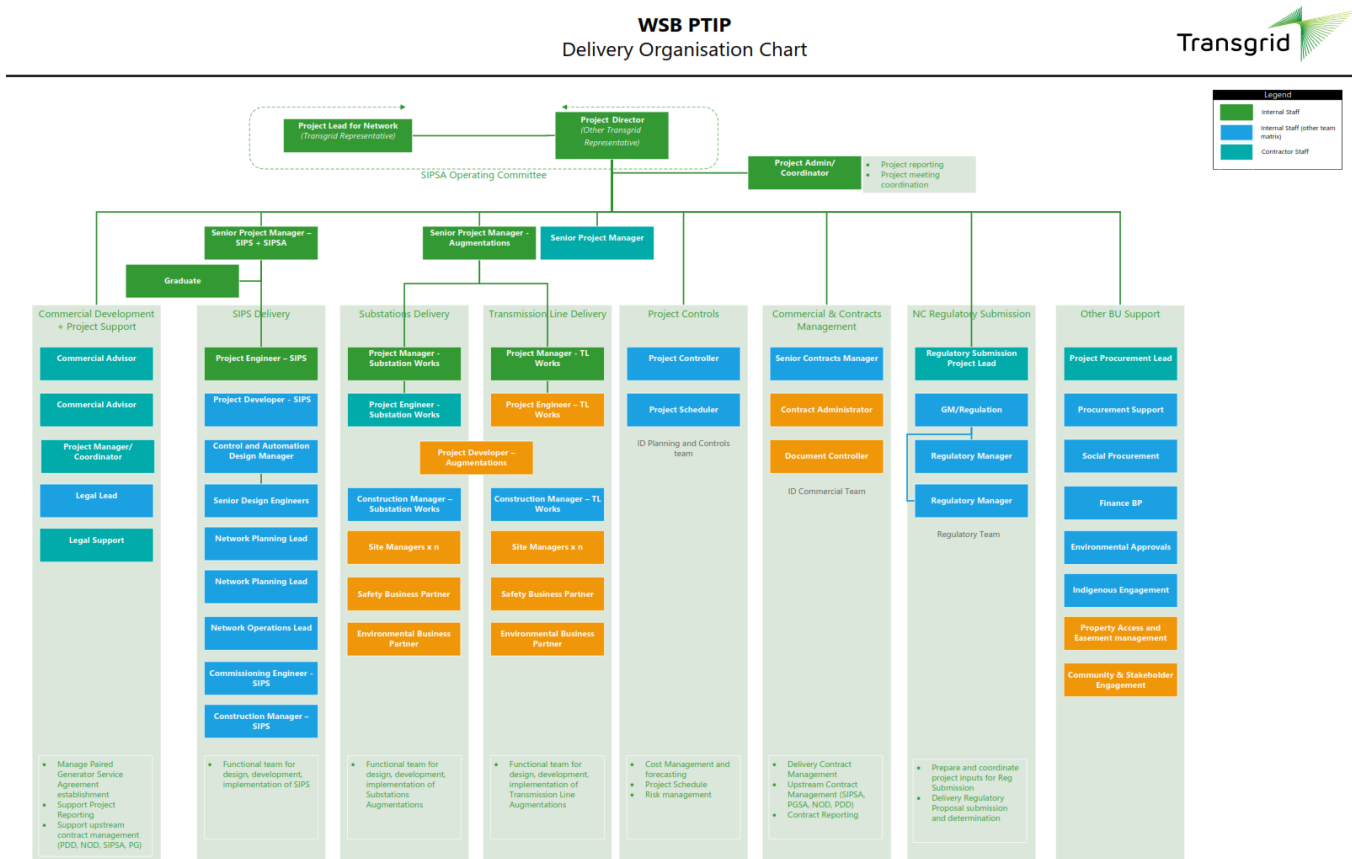 WSB PTIP
Delivery Organisation Chart
Transgrid
Legend
Internal Staff
Internal Staff (other team
matrix)
Contractor Staff
Project Lead for Network
(Transgrid Representative)
Project Director
(Other Transgrid
Representative)
SIPSA Operating Committee
Project Admin/
Coordinator
• Project reporting
• Project meeting
coordination
Senior Project Manager –
SIPS + SIPSA
Senior Project Manager -
Augmentations
Senior Project Manager
Graduate
Commercial Development
+ Project Support
Commercial Advisor
Commercial Advisor
Project Manager/
Coordinator
Legal Lead
Legal Support
• Manage Paired
Generator Service
Agreement
establishment
• Support Project
Reporting
• Support upstream
contract management
(PDD, NOD, SIPSA, PG)
SIPS Delivery
Project Engineer – SIPS
Project Developer - SIPS
Control and Automation
Design Manager
Senior Design Engineers
Network Planning Lead
Network Planning Lead
Network Operations Lead
Commissioning Engineer -
SIPS
Construction Manager –
SIPS
• Functional team for
design, development,
implementation of SIPS
Substations Delivery
Project Manager -
Substation Works
Project Engineer -
Substation Works
Project Developer –
Augmentations
Construction Manager –
Substation Works
Site Managers x n
Safety Business Partner
Environmental Business
Partner
• Functional team for
design, development,
implementation of
Substations
Augmentations
Transmission Line Delivery
Project Manager - TL
Works
Project Engineer – TL
Works
Construction Manager – TL
Works
Site Managers x n
Safety Business Partner
Environmental Business
Partner
• Functional team for
design, development,
implementation of
Transmission Line
Augmentations
Project Controls
Project Controller
Project Scheduler
ID Planning and Controls
team
• Cost Management and
forecasting
• Project Schedule
• Risk management
Commercial & Contracts
Management
Senior Contracts Manager
Contract Administrator
Document Controller
ID Commercial Team
• Delivery Contract
Management
• Upstream Contract
Management (SIPSA,
PGSA, NOD, PDD)
• Contract Reporting
NC Regulatory Submission
Regulatory Submission
Project Lead
GM/Regulation
Regulatory Manager
Regulatory Manager
Regulatory Team
• Prepare and coordinate
project inputs for Reg
Submission
• Delivery Regulatory
Proposal submission
and determination
Other BU Support
Project Procurement Lead
Procurement Support
Social Procurement
Finance BP
Environmental Approvals
Indigenous Engagement
Property Access and
Easement management
Community & Stakeholder
Engagement